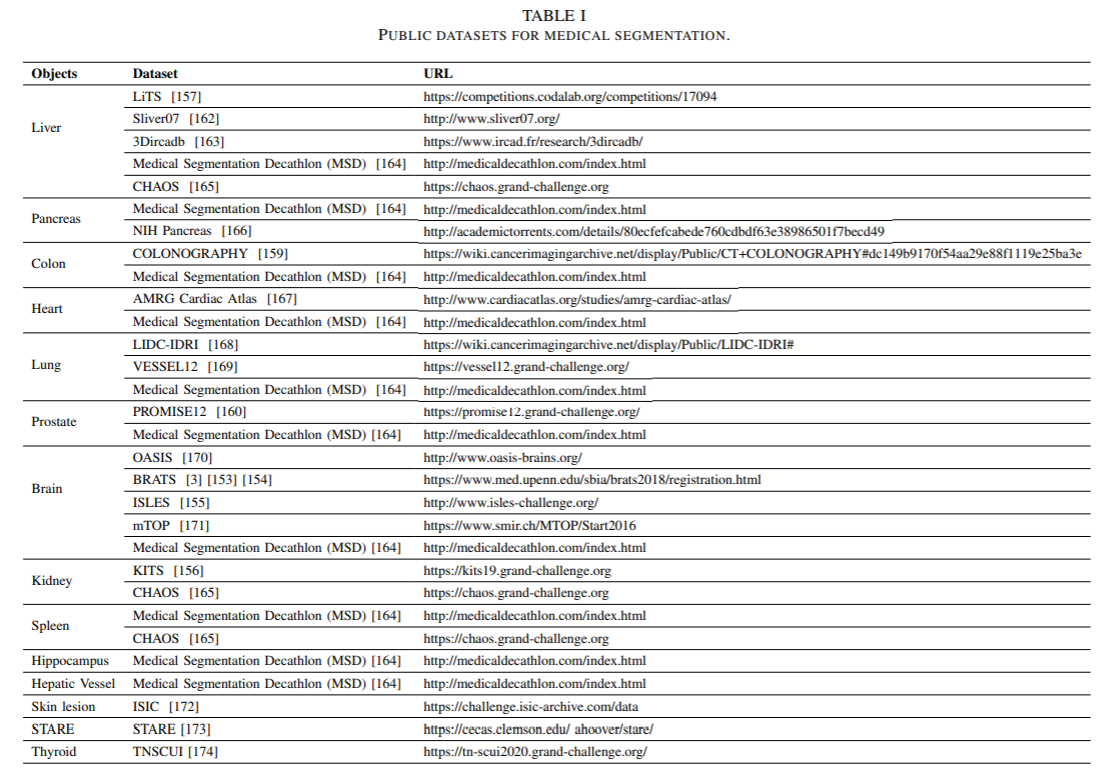 TABLE I
PUBLIC DATASETS FOR MEDICAL SEGMENTATION.
Objects Dataset URL
Liver
LiTS [157] https://competitions.codalab.org/competitions/17094
Sliver07 [162] http://www.sliver07.org/
3Dircadb [163] https://www.ircad.fr/research/3dircadb/
Medical Segmentation Decathlon (MSD) [164] http://medicaldecathlon.com/index.html
CHAOS [165] https://chaos.grand-challenge.org
Pancreas
Medical Segmentation Decathlon (MSD) [164] http://medicaldecathlon.com/index.html
NIH Pancreas [166] http://academictorrents.com/details/80ecfefcabede760cdbdf63e38986501f7becd49
Colon
COLONOGRAPHY [159] https://wiki.cancerimagingarchive.net/display/Public/CT+COLONOGRAPHY#dc149b9170f54aa29e88f1119e25ba3e
Medical Segmentation Decathlon (MSD) [164] http://medicaldecathlon.com/index.html
Heart
AMRG Cardiac Atlas [167] http://www.cardiacatlas.org/studies/amrg-cardiac-atlas/
Medical Segmentation Decathlon (MSD) [164] http://medicaldecathlon.com/index.html
Lung
LIDC-IDRI [168] https://wiki.cancerimagingarchive.net/display/Public/LIDC-IDRI#
VESSEL12 [169] https://vessel12.grand-challenge.org/
Medical Segmentation Decathlon (MSD) [164] http://medicaldecathlon.com/index.html
Prostate
PROMISE12 [160] https://promise12.grand-challenge.org/
Medical Segmentation Decathlon (MSD) [164] http://medicaldecathlon.com/index.html
Brain
OASIS [170] http://www.oasis-brains.org/
BRATS [3] [153] [154] https://www.med.upenn.edu/sbia/brats2018/registration.html
ISLES [155] http://www.isles-challenge.org/
mTOP [171] https://www.smir.ch/MTOP/Start2016
Medical Segmentation Decathlon (MSD) [164] http://medicaldecathlon.com/index.html
Kidney
KITS [156] https://kits19.grand-challenge.org
CHAOS [165] https://chaos.grand-challenge.org
Spleen
Medical Segmentation Decathlon (MSD) [164] http://medicaldecathlon.com/index.html
CHAOS [165] https://chaos.grand-challenge.org
Hippocampus Medical Segmentation Decathlon (MSD) [164] http://medicaldecathlon.com/index.html
Hepatic Vessel Medical Segmentation Decathlon (MSD) [164] http://medicaldecathlon.com/index.html
Skin lesion ISIC [172] https://challenge.isic-archive.com/data
STARE STARE [173] https://cecas.clemson.edu/ ahoover/stare/
Thyroid TNSCUI [174] https://tn-scui2020.grand-challenge.org/